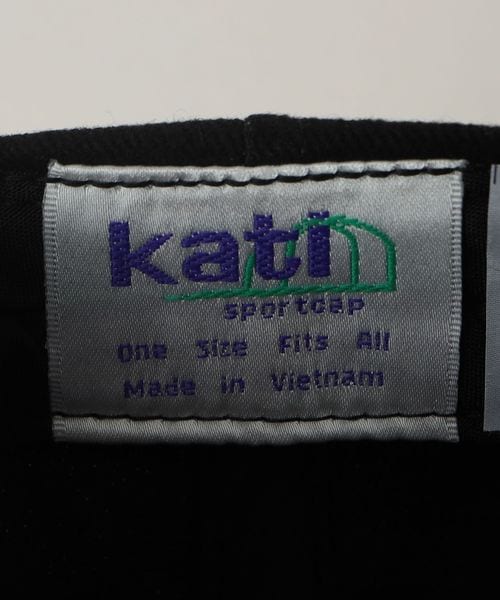 kati
sportcap
One Size Fits All
Made in Vietnam